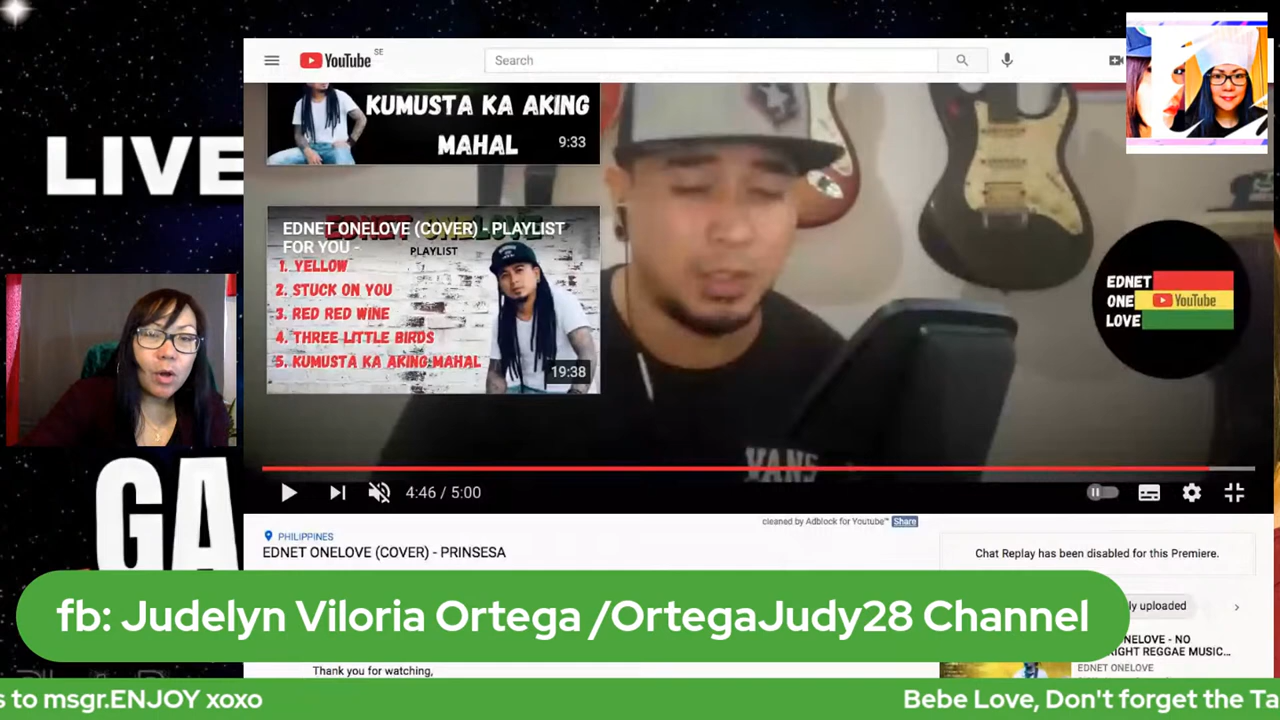 YouTube SE
Search
KUMUSTA KA AKING
MAHAL
9:33
LIVE
EDNET ONELOVE (COVER) - PLAYLIST
FOR YOU -
PLAYLIST
1. YELLOW
2. STUCK ON YOU
3. RED RED WINE
4. THREE LITTLE BIRDS
5. KUMUSTA KA AKING MAHAL
19:38
EDNET
ONE YouTube
LOVE
VANS
4:46 / 5:00
GA
cleaned by Adblock for Youtube™ Share
PHILIPPINES
EDNET ONELOVE (COVER) - PRINSESA
Chat Replay has been disabled for this Premiere.
fb: Judelyn Viloria Ortega /OrtegaJudy28 Channel
ly uploaded
NELOVE - NO
RIGHT REGGAE MUSIC...
EDNET ONELOVE
Thank you for watching,
s to msgr.ENJOY xoxo
Bebe Love, Don't forget the Ta